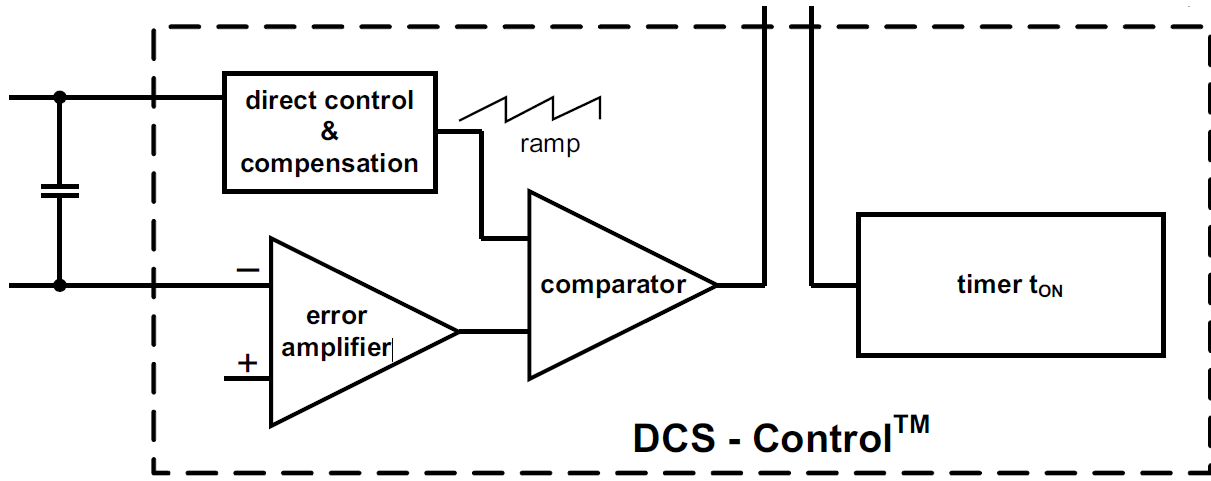 direct control
&
compensation
ramp
−
error
amplifier
+
comparator
timer tON
DCS - Control™